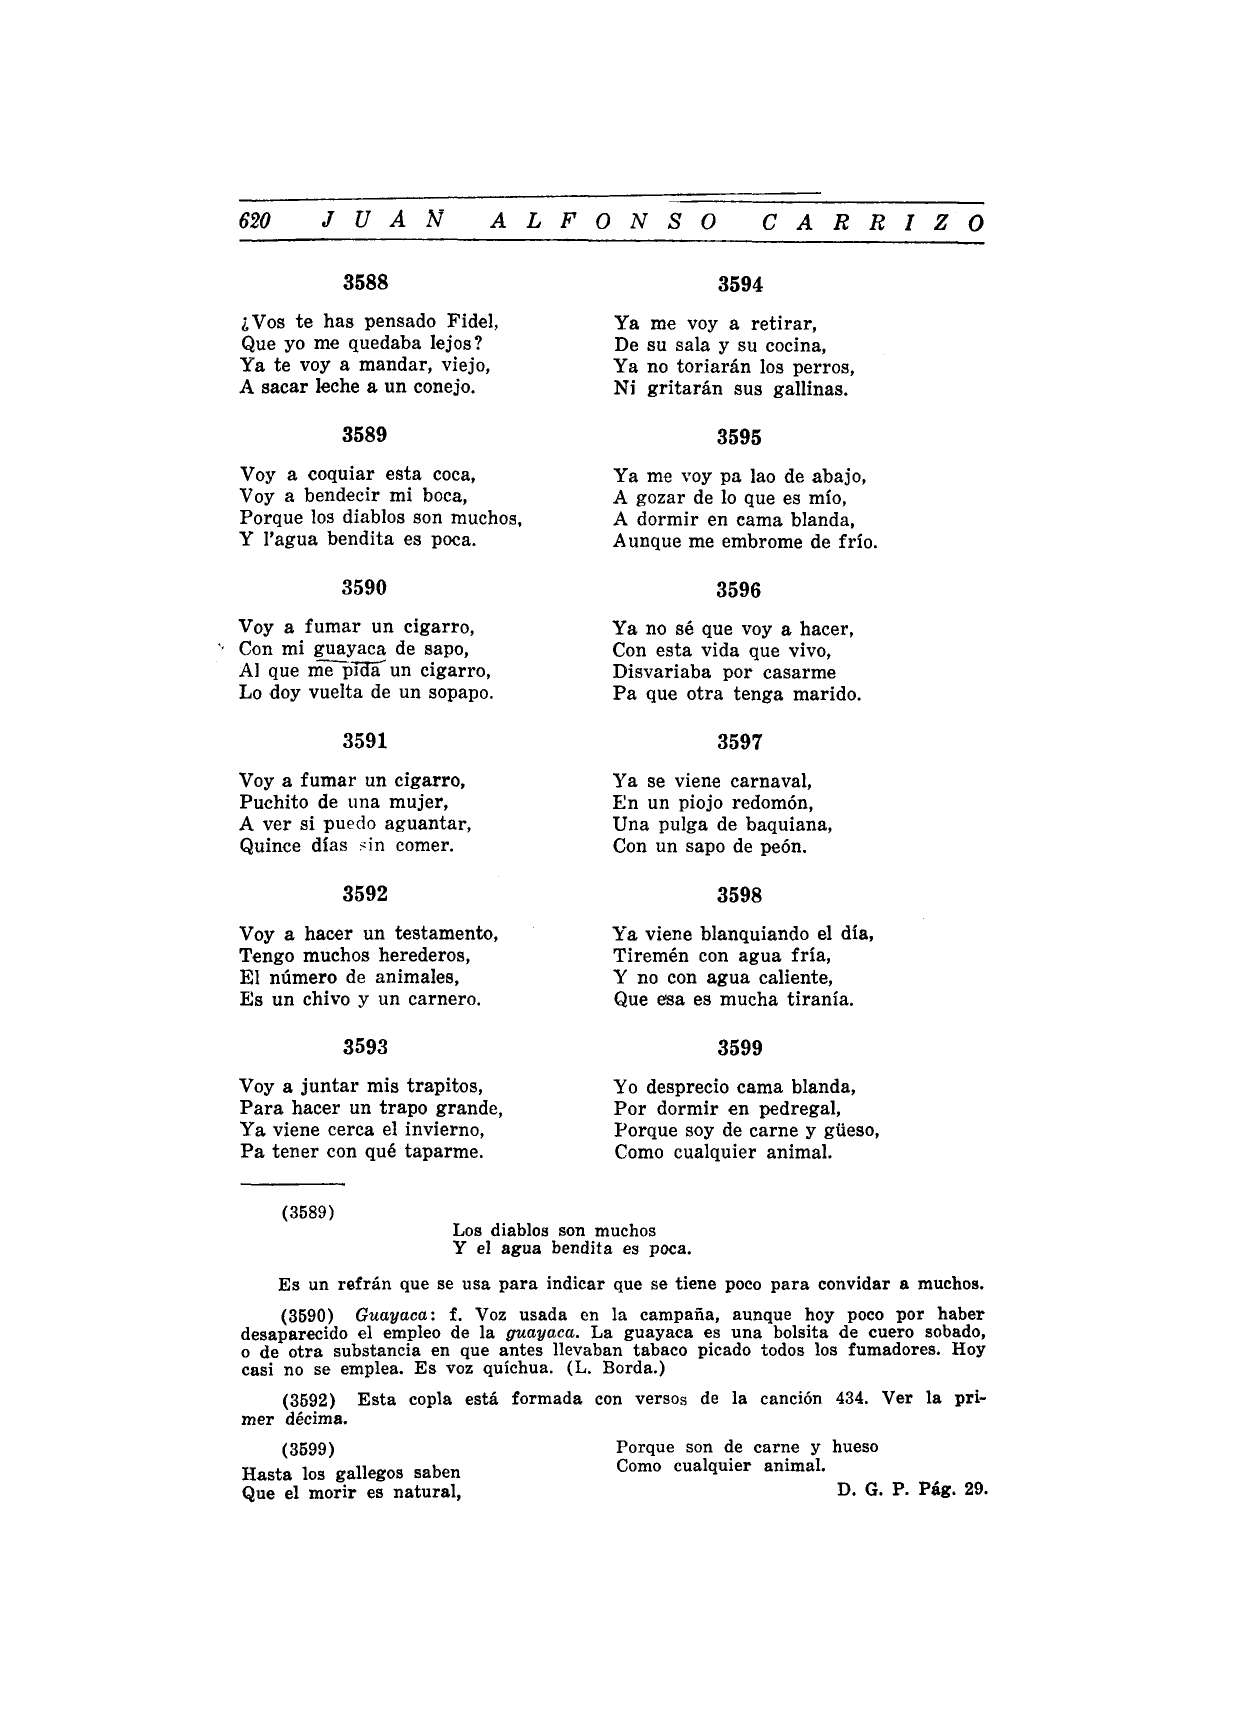 620 JUAN ALFONSO CARRIZO
3588
¿Vos te has pensado Fidel,
Que yo me quedaba lejos?
Ya te voy a mandar, viejo,
A sacar leche a un conejo.
3589
Voy a coquiar esta coca,
Voy a bendecir mi boca,
Porque los diablos son muchos,
Y l'agua bendita es poca.
3590
Voy a fumar un cigarro,
Con mi guayaca de sapo,
Al que me pida un cigarro,
Lo doy vuelta de un sopapo.
3591
Voy a fumar un cigarro,
Puchito de una mujer,
A ver si puedo aguantar,
Quince días sin comer.
3592
Voy a hacer un testamento,
Tengo muchos herederos,
El número de animales,
Es un chivo y un carnero.
3593
Voy a juntar mis trapitos,
Para hacer un trapo grande,
Ya viene cerca el invierno,
Pa tener con qué taparme.
3594
Ya me voy a retirar,
De su sala y su cocina,
Ya no toriarán los perros,
Ni gritarán sus gallinas.
3595
Ya me voy pa lao de abajo,
A gozar de lo que es mío,
A dormir en cama blanda,
Aunque me embrome de frío.
3596
Ya no sé que voy a hacer,
Con esta vida que vivo,
Disvariaba por casarme
Pa que otra tenga marido.
3597
Ya se viene carnaval,
En un piojo redomón,
Una pulga de baquiana,
Con un sapo de peón.
3598
Ya viene blanquiando el día,
Tiremén con agua fría,
Y no con agua caliente,
Que esa es mucha tiranía.
3599
Yo desprecio cama blanda,
Por dormir en pedregal,
Porque soy de carne y güeso,
Como cualquier animal.
(3589)
Los diablos son muchos
Y el agua bendita es poca.
Es un refrán que se usa para indicar que se tiene poco para convidar a muchos.
(3590) Guayaca: f. Voz usada en la campaña, aunque hoy poco por haber
desaparecido el empleo de la guayaca. La guayaca es una bolsita de cuero sobado,
o de otra substancia en que antes llevaban tabaco picado todos los fumadores. Hoy
casi no se emplea. Es voz quíchua. (L. Borda.)
(3592) Esta copla está formada con versos de la canción 434. Ver la pri-
mer décima.
(3599)
Hasta los gallegos saben
Que el morir es natural,
Porque son de carne y hueso
Como cualquier animal.
D. G. P. Pág. 29.